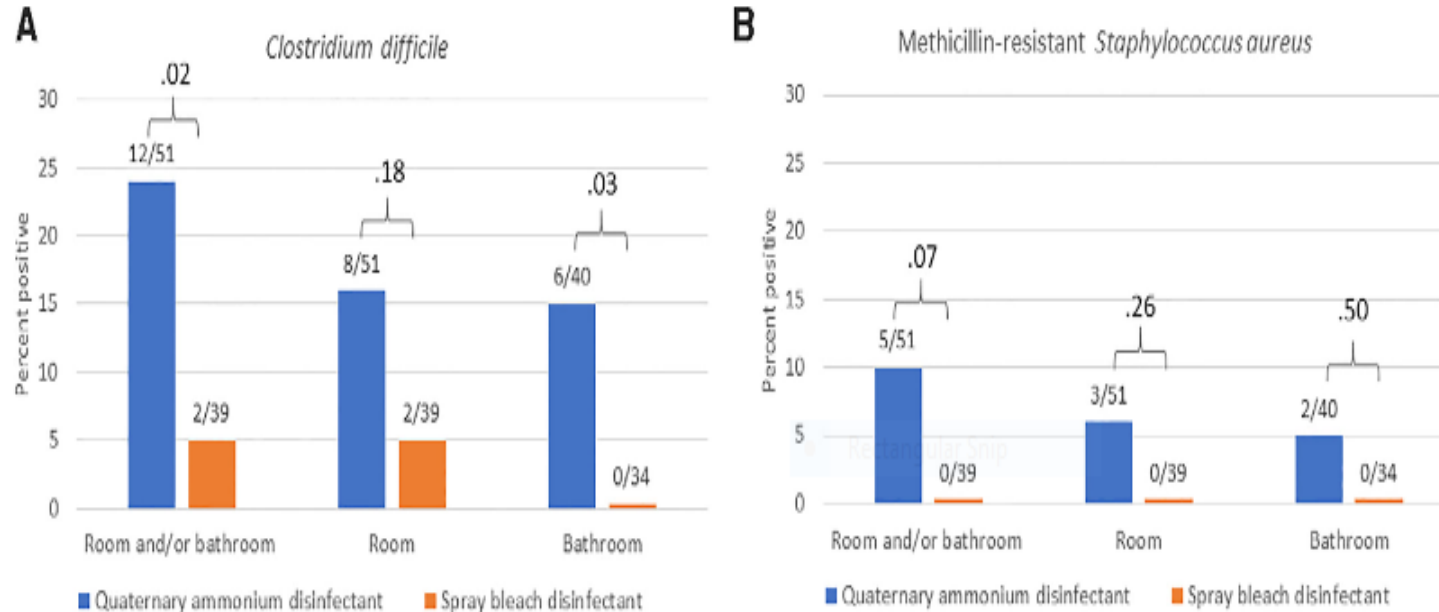 A
Clostridium difficile
.02
30
12/51
25
.18
.03
20
8/51
6/40
15
10
2/39
2/39
5
0/34
0
Percent positive
Room and/or bathroom
Room
Bathroom
Quaternary ammonium disinfectant
Spray bleach disinfectant
B
Methicillin-resistant Staphylococcus aureus
30
25
20
.07
15
.26
.50
5/51
10
3/51
2/40
5
Rectangular Snip
0/39
0/39
0/34
0
Percent positive
Room and/or bathroom
Room
Bathroom
Quaternary ammonium disinfectant
Spray bleach disinfectant